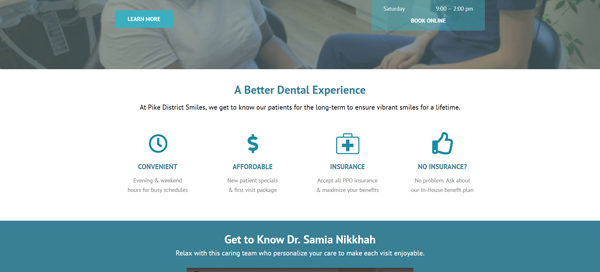 LEARN MORE
Saturday 9:00 – 2:00 pm
BOOK ONLINE
A Better Dental Experience
At Pike District Smiles, we get to know our patients for the long-term to ensure vibrant smiles for a lifetime.
CONVENIENT
Evening & weekend
hours for busy schedules
AFFORDABLE
New patient specials
& first visit package
INSURANCE
Accept all PPO insurance
& maximize your benefits
NO INSURANCE?
No problem. Ask about
our In-House benefit plan
Get to Know Dr. Samia Nikkhah
Relax with this caring team who personalize your care to make each visit enjoyable.